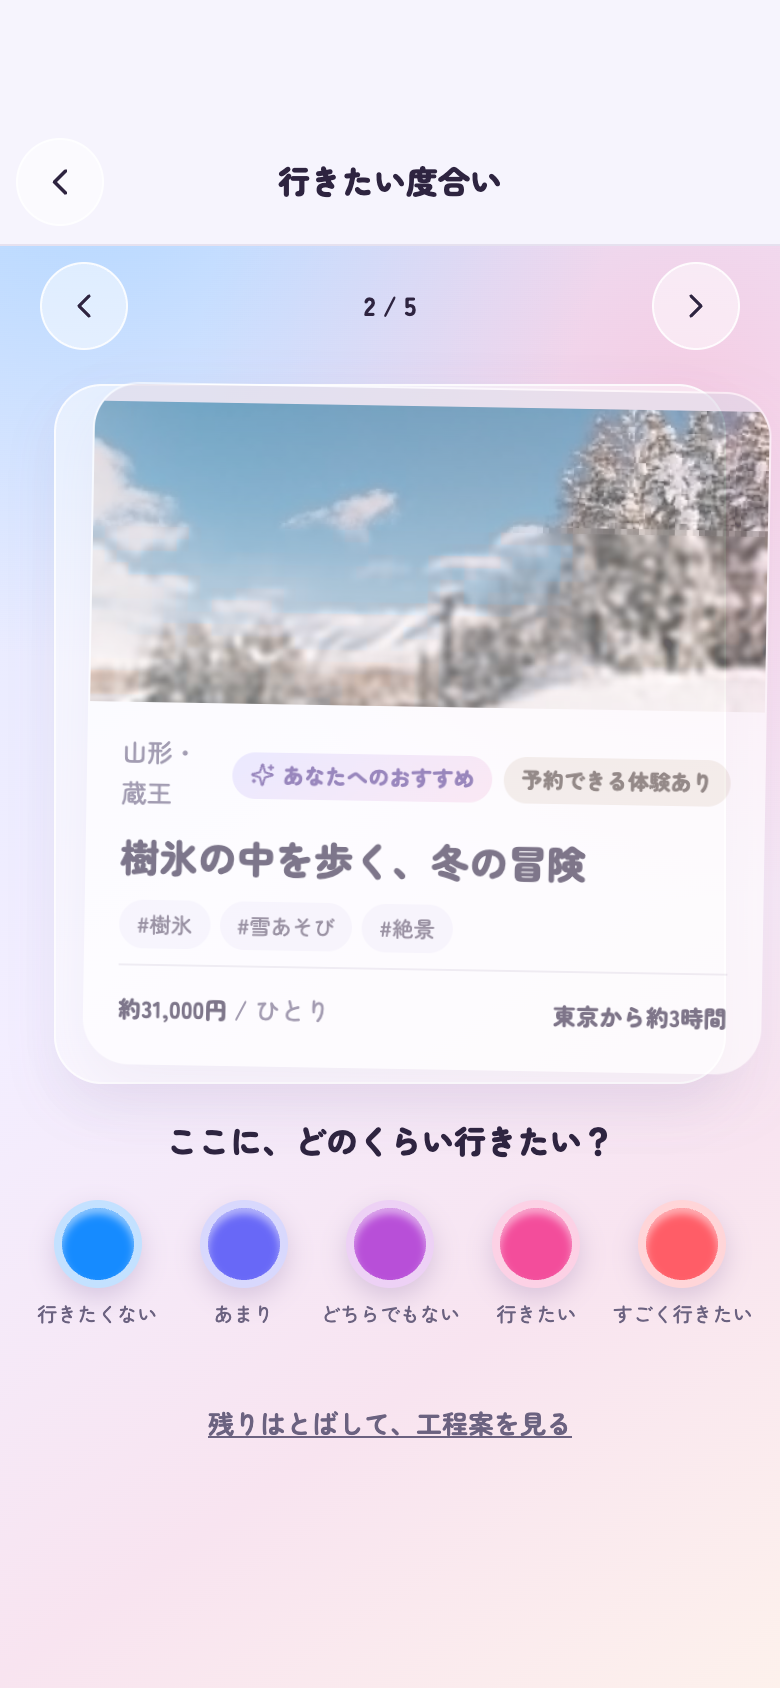 行きたい度合い
2 / 5
山形・
蔵王
あなたへのおすすめ
予約できる体験あり
樹氷の中を歩く、冬の冒険
#樹氷 #雪あそび #絶景
約31,000円 / ひとり
東京から約3時間
ここに、どのくらい行きたい？
行きたくない あまり どちらでもない 行きたい すごく行きたい
残りはとばして、工程案を見る